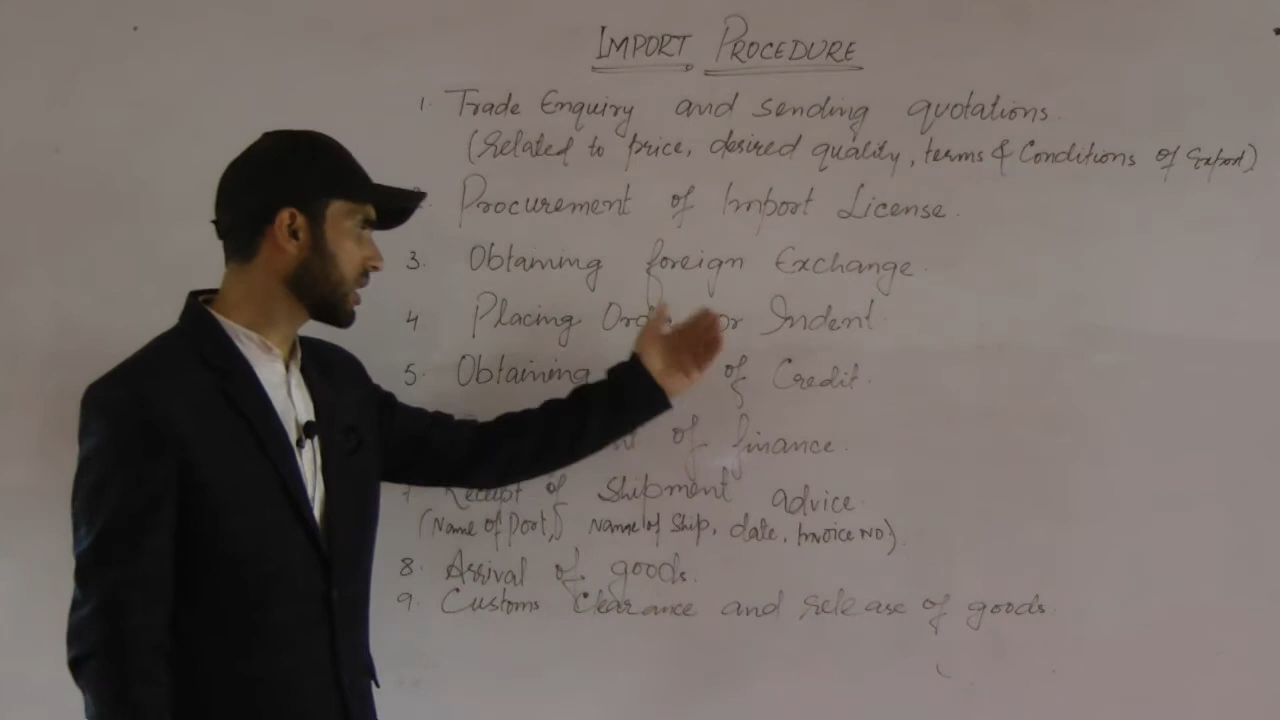 IMPORT PROCEDURE
1. Trade Enquiry and sending quotations.
(Related to price, desired quality, terms & Conditions of Export)
Procurement of Import License.
3. Obtaining foreign Exchange.
4 Placing or Indent.
5. Obtaining of Credit.
of finance.
Receipt of Shipment advice
(Name of Port, Name of Ship, date, Invoice NO).
8. Arrival of goods.
9. Customs Clearance and release of goods.